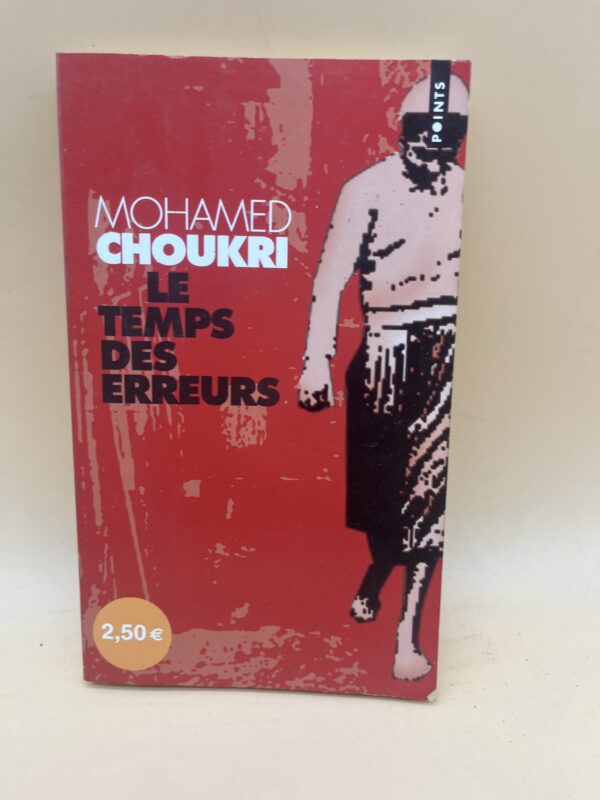 POINTS
MOHAMED
CHOUKRI
LE
TEMPS
DES
ERREURS
2,50 €